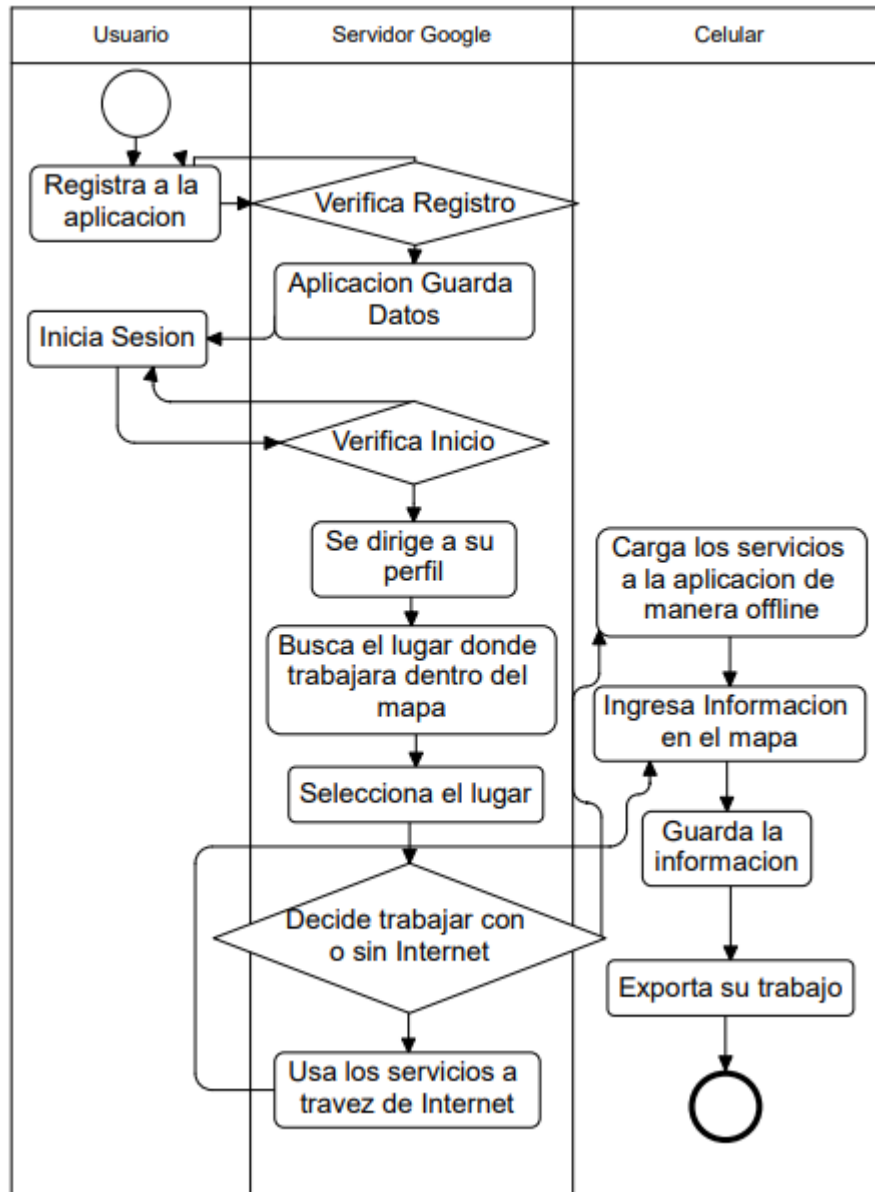 Usuario
Servidor Google
Celular
Registra a la
aplicacion
Verifica Registro
Aplicacion Guarda
Datos
Inicia Sesion
Verifica Inicio
Se dirige a su
perfil
Busca el lugar donde
trabajara dentro del
mapa
Selecciona el lugar
Decide trabajar con
o sin Internet
Usa los servicios a
travez de Internet
Carga los servicios
a la aplicacion de
manera offline
Ingresa Informacion
en el mapa
Guarda la
informacion
Exporta su trabajo